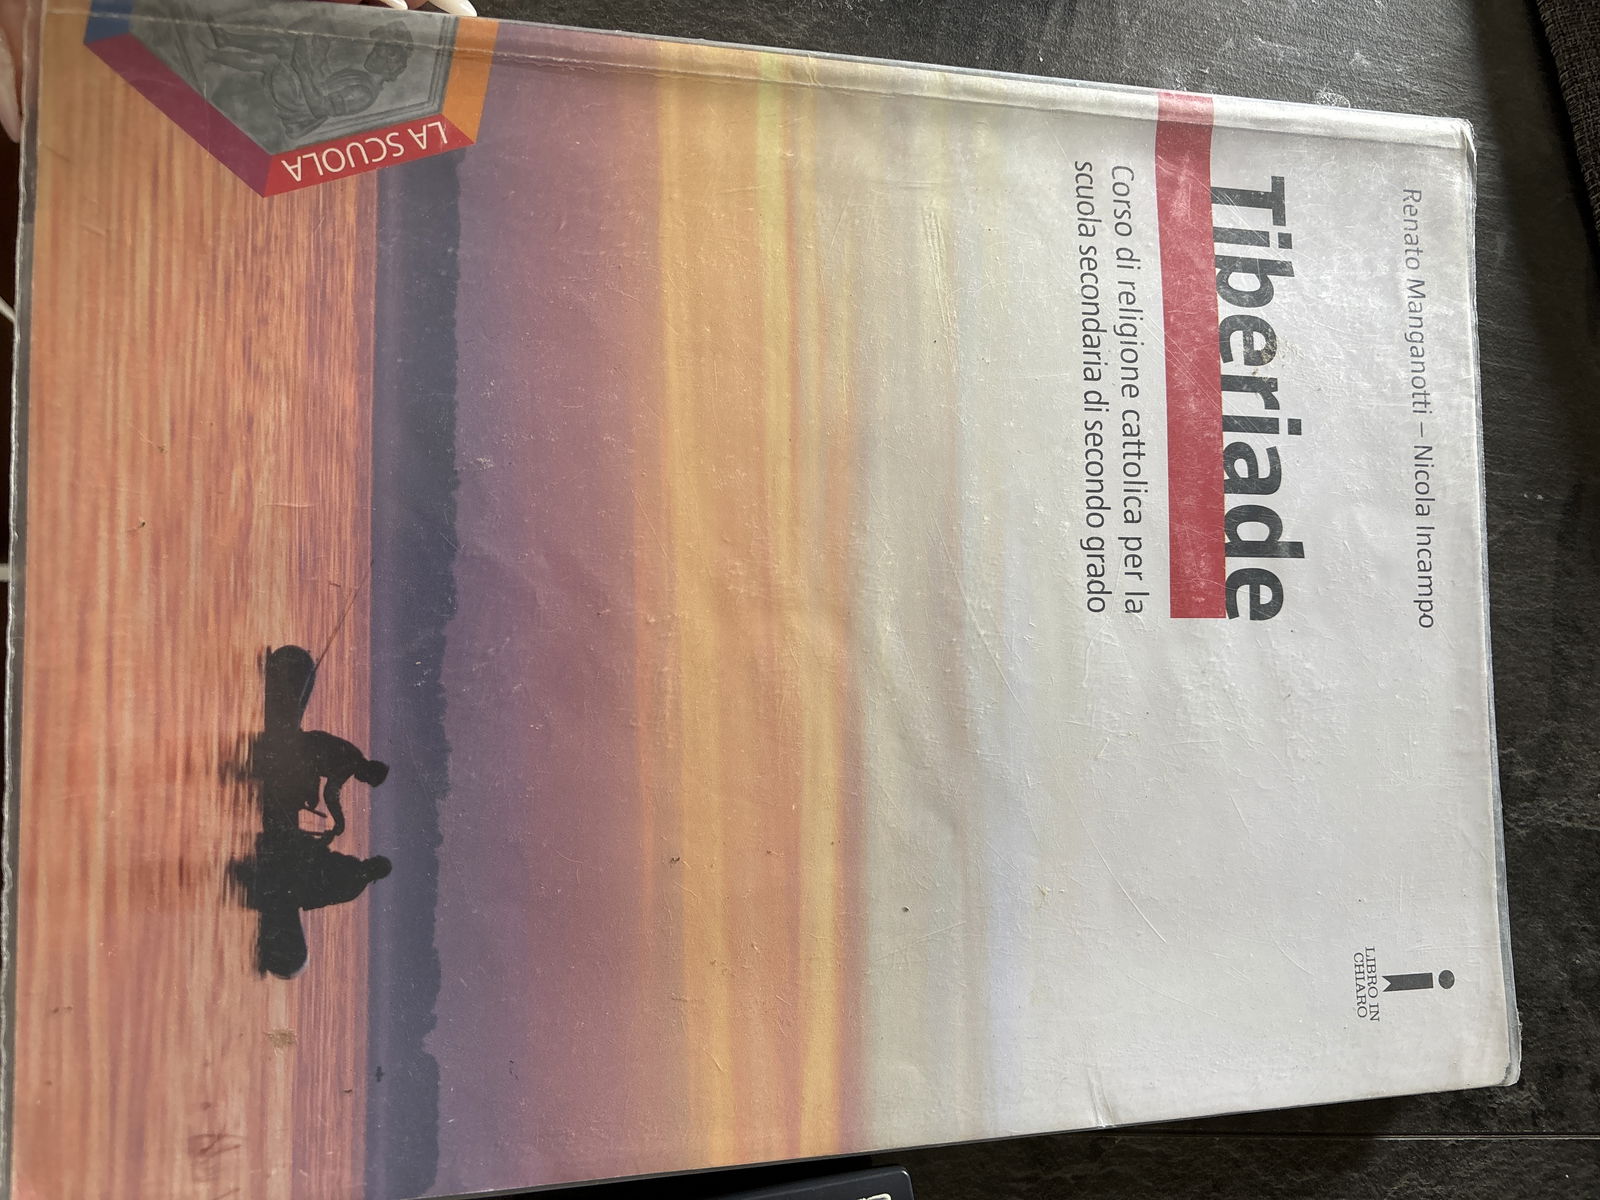 Renato Manganotti – Nicola Incampo
Tiberiade
Corso di religione cattolica per la
scuola secondaria di secondo grado
LIBRO IN
CHIARO
LA SCUOLA